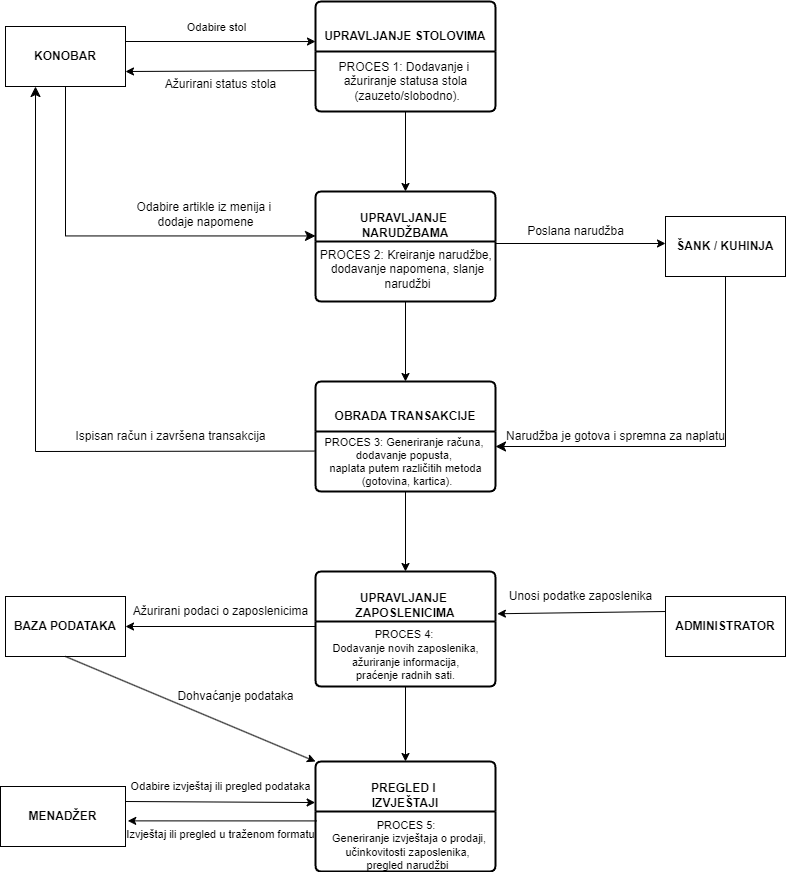 Odabire stol
KONOBAR
Ažurirani status stola
UPRAVLJANJE STOLOVIMA
PROCES 1: Dodavanje i
ažuriranje statusa stola
(zauzeto/slobodno).
Odabire artikle iz menija i
dodaje napomene
UPRAVLJANJE
NARUDŽBAMA
PROCES 2: Kreiranje narudžbe,
dodavanje napomena, slanje
narudžbi
Poslana narudžba
ŠANK / KUHINJA
Ispisan račun i završena transakcija
OBRADA TRANSAKCIJE
PROCES 3: Generiranje računa,
dodavanje popusta,
naplata putem različitih metoda
(gotovina, kartica).
Narudžba je gotova i spremna za naplatu
BAZA PODATAKA
Ažurirani podaci o zaposlenicima
UPRAVLJANJE
ZAPOSLENICIMA
PROCES 4:
Dodavanje novih zaposlenika,
ažuriranje informacija,
praćenje radnih sati.
Unosi podatke zaposlenika
ADMINISTRATOR
Dohvaćanje podataka
Odabire izvještaj ili pregled podataka
MENADŽER
Izvještaj ili pregled u traženom formatu
PREGLED I
IZVJEŠTAJI
PROCES 5:
Generiranje izvještaja o prodaji,
učinkovitosti zaposlenika,
pregled narudžbi